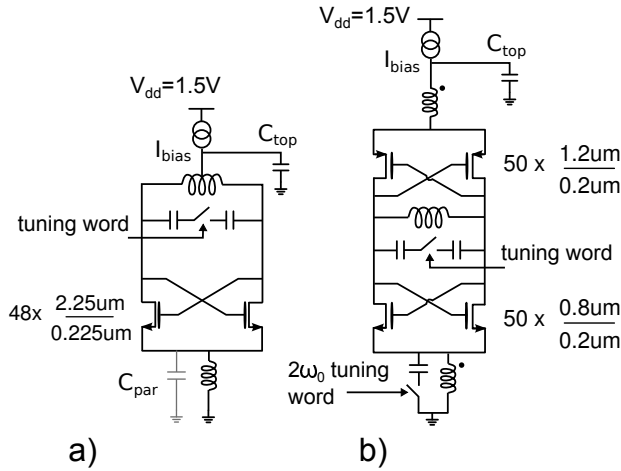 V_dd=1.5V
I_bias
C_top
tuning word
48x 2.25um
0.225um
C_par
a)
V_dd=1.5V
I_bias
C_top
50 x 1.2um
0.2um
tuning word
50 x 0.8um
0.2um
2ω₀ tuning
word
b)